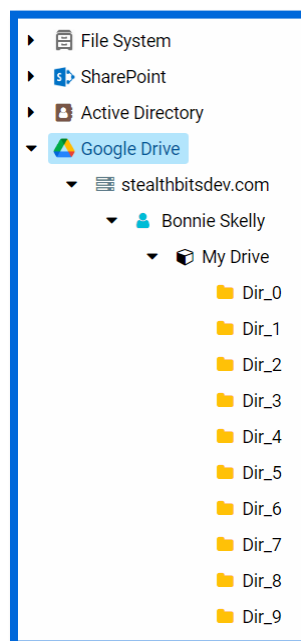 File System
SharePoint
Active Directory
Google Drive
stealthbitsdev.com
Bonnie Skelly
My Drive
Dir_0
Dir_1
Dir_2
Dir_3
Dir_4
Dir_5
Dir_6
Dir_7
Dir_8
Dir_9